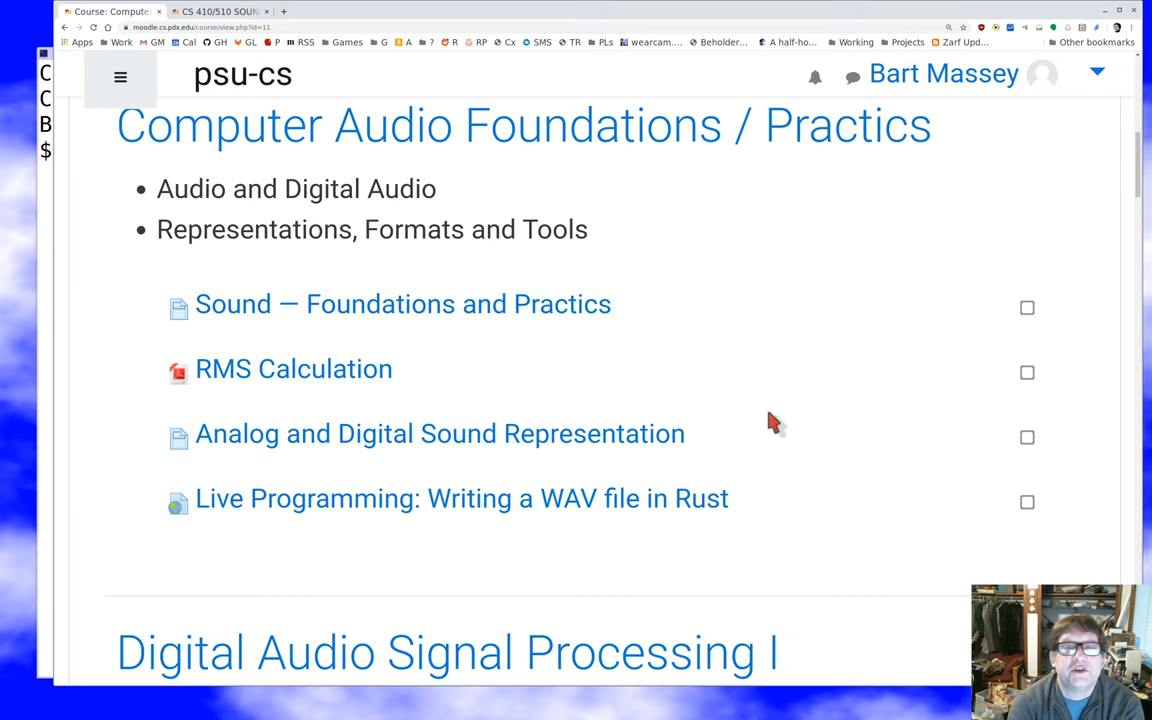 Course: Computer
CS 410/510 SOUN
moodle.cs.pdx.edu/course/view.php?id=11
Apps Work GM Cal GH GL P RSS Games G A ? R RP Cx SMS TR PLs wearcam.... Beholder... A half-ho... Working Projects Zarf Upd... Other bookmarks
psu-cs
Bart Massey
C
C
B
$
Computer Audio Foundations / Practics
• Audio and Digital Audio
• Representations, Formats and Tools
Sound — Foundations and Practics
RMS Calculation
Analog and Digital Sound Representation
Live Programming: Writing a WAV file in Rust
Digital Audio Signal Processing I